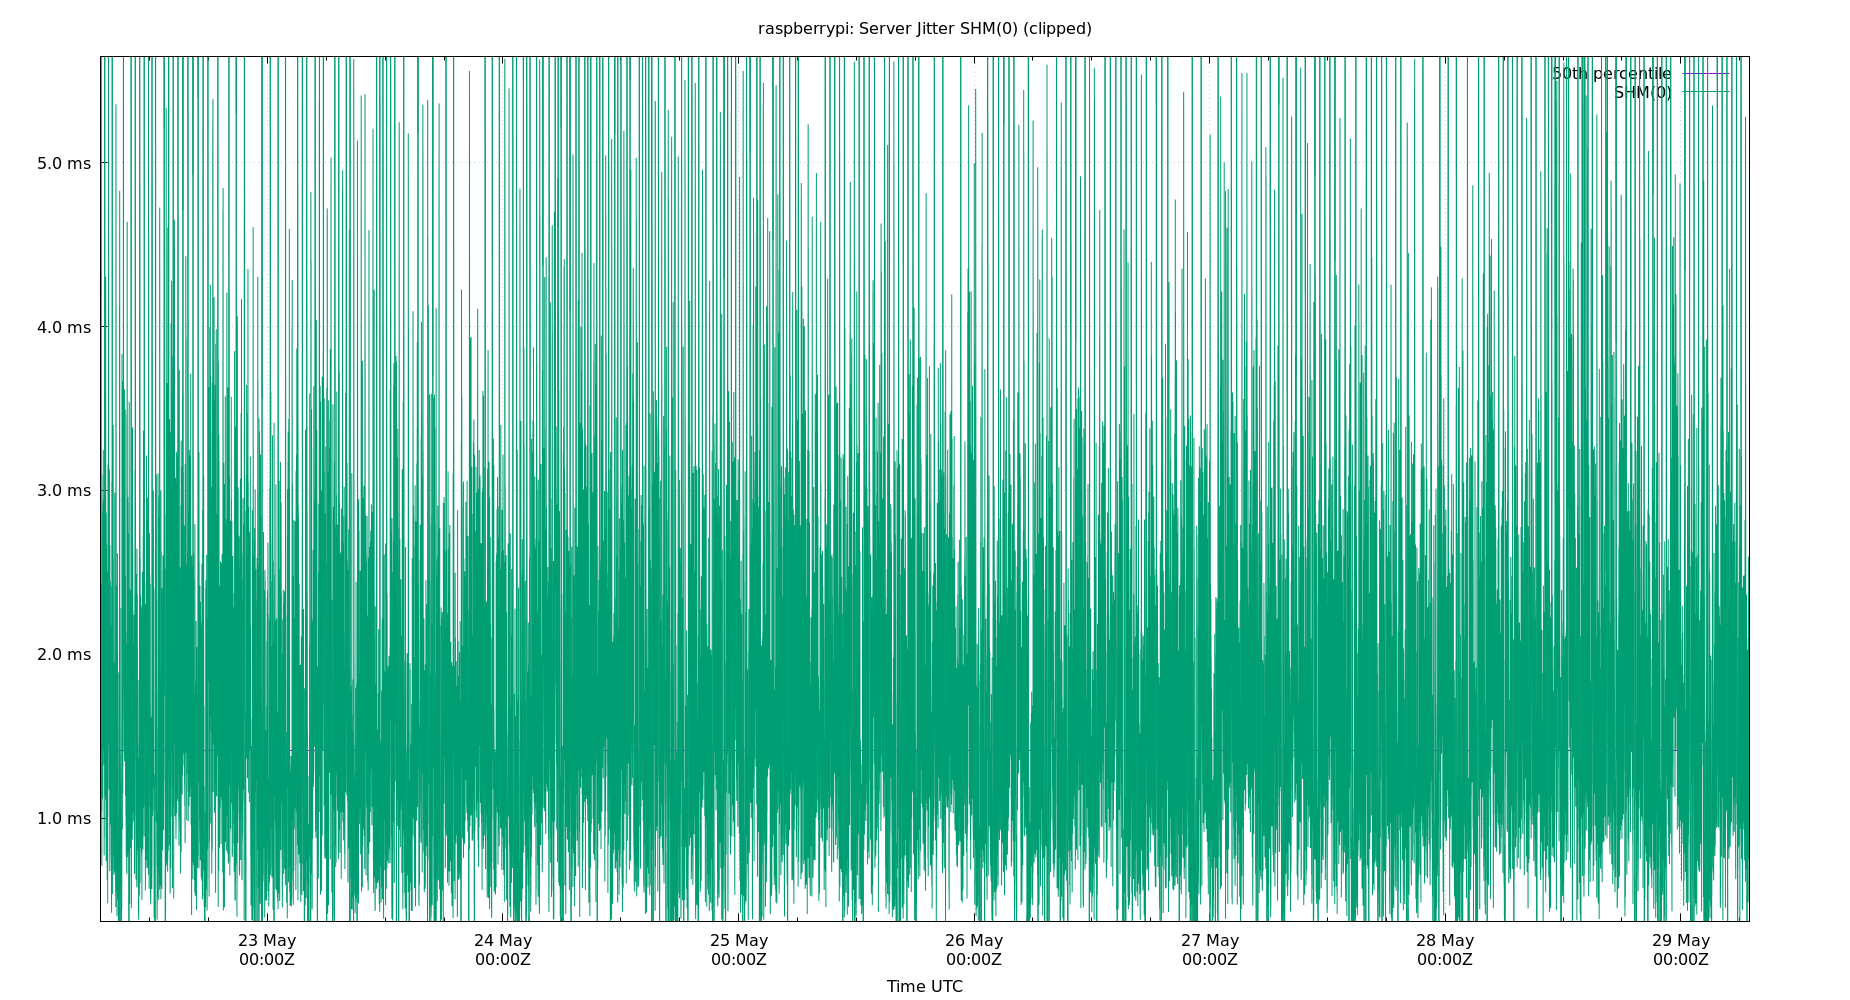 raspberrypi: Server Jitter SHM(0) (clipped)
50th percentile
SHM(0)
5.0 ms
4.0 ms
3.0 ms
2.0 ms
1.0 ms
23 May
00:00Z
24 May
00:00Z
25 May
00:00Z
26 May
00:00Z
27 May
00:00Z
28 May
00:00Z
29 May
00:00Z
Time UTC